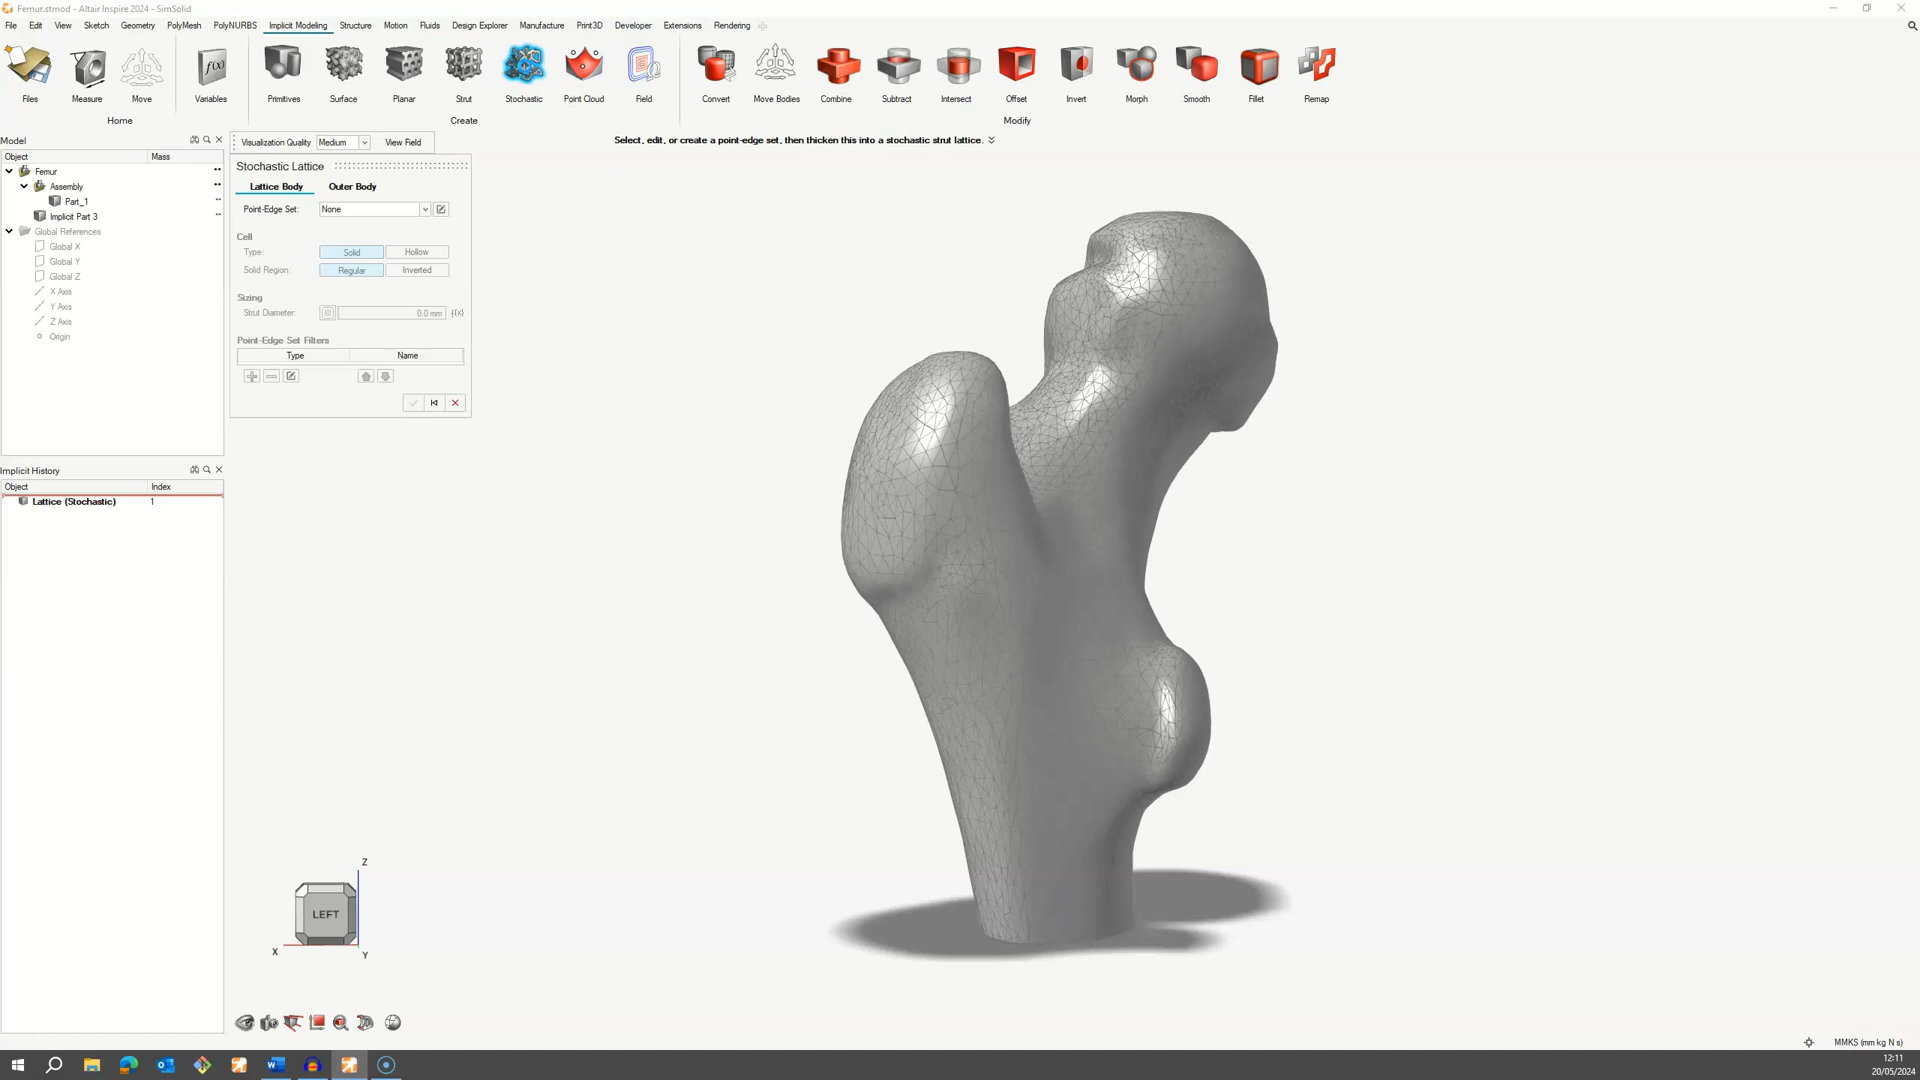 Femur.stmod - Altair Inspire 2024 - SimSolid
File Edit View Sketch Geometry PolyMesh PolyNURBS Implicit Modeling Structure Motion Fluids Design Explorer Manufacture Print3D Developer Extensions Rendering
Files Measure Move Variables Primitives Surface Planar Strut Stochastic Point Cloud Field Convert Move Bodies Combine Subtract Intersect Offset Invert Morph Smooth Fillet Remap
Home Create Modify
Model
Object Mass
Femur
Assembly
Part_1
Implicit Part 3
Global References
Global X
Global Y
Global Z
X Axis
Y Axis
Z Axis
Origin
Visualization Quality Medium View Field
Select, edit, or create a point-edge set, then thicken this into a stochastic strut lattice.
Stochastic Lattice
Lattice Body Outer Body
Point-Edge Set: None
Cell
Type: Solid Hollow
Solid Region: Regular Inverted
Sizing
Strut Diameter: 0.0 mm f(x)
Point-Edge Set Filters
Type Name
Implicit History
Object Index
Lattice (Stochastic) 1
Z
LEFT
X
Y
MMKS (mm kg N s)
12:11
20/05/2024